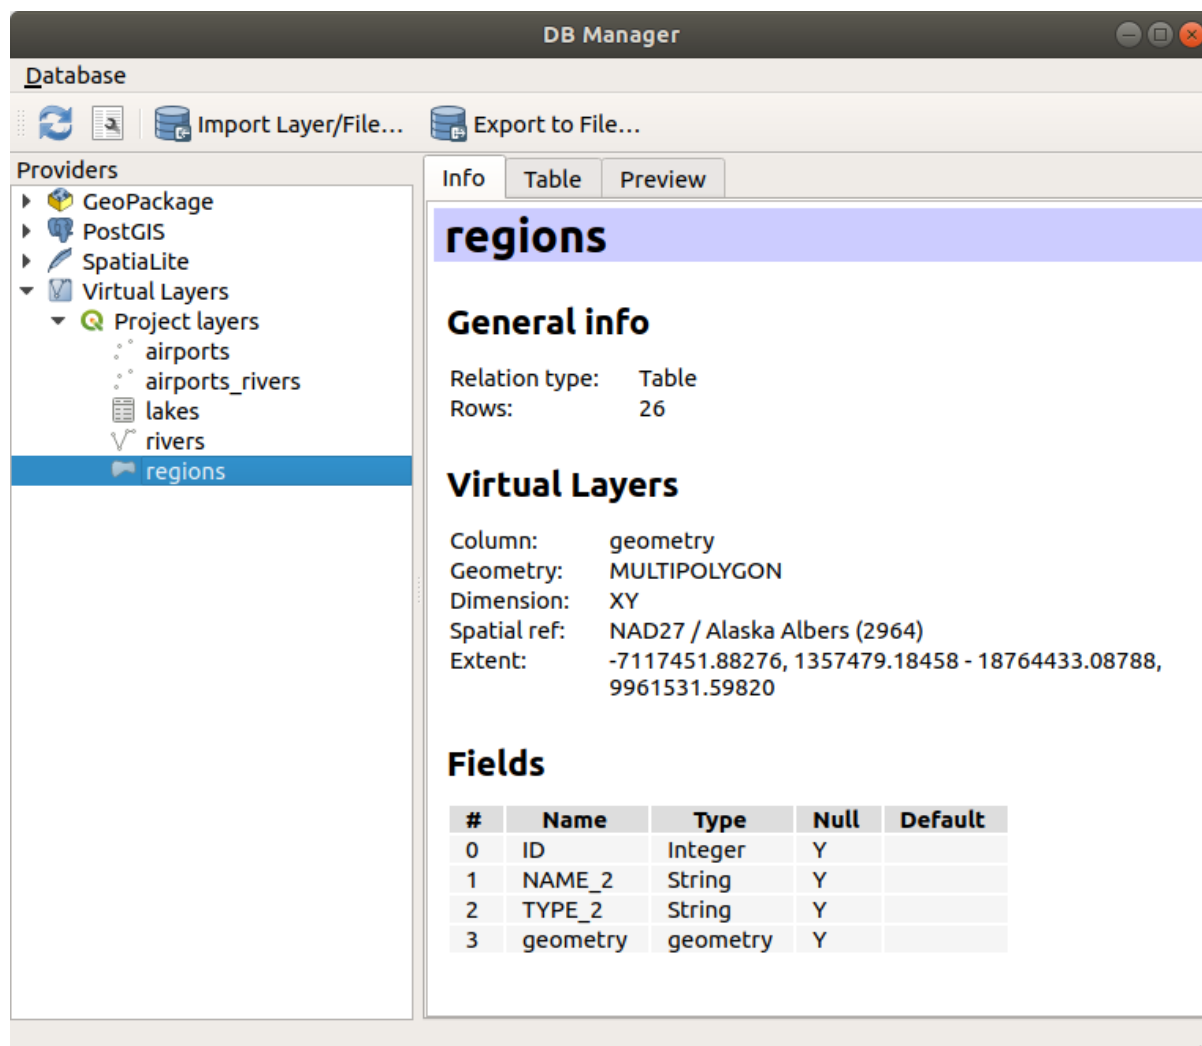 DB Manager
Database
Import Layer/File... Export to File...
Providers
GeoPackage
PostGIS
SpatiaLite
Virtual Layers
Project layers
airports
airports_rivers
lakes
rivers
regions
Info Table Preview
regions
General info
Relation type: Table
Rows: 26
Virtual Layers
Column: geometry
Geometry: MULTIPOLYGON
Dimension: XY
Spatial ref: NAD27 / Alaska Albers (2964)
Extent: -7117451.88276, 1357479.18458 - 18764433.08788,
9961531.59820
Fields
# Name Type Null Default
0 ID Integer Y
1 NAME_2 String Y
2 TYPE_2 String Y
3 geometry geometry Y